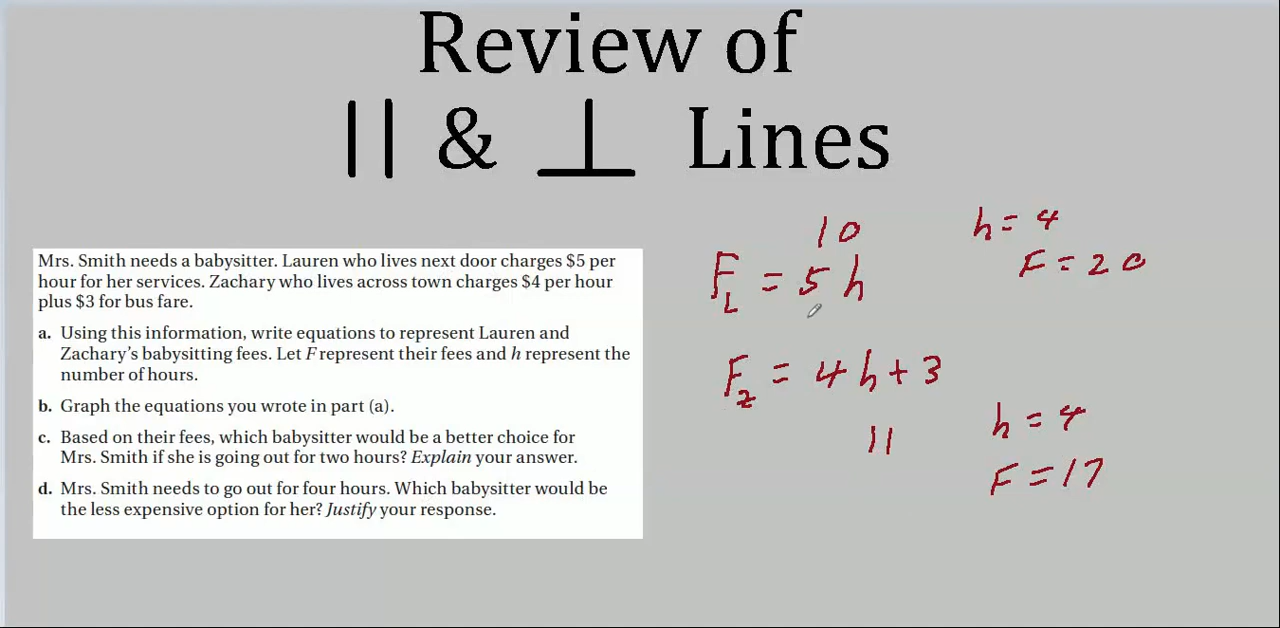 Review of
|| & ⊥ Lines
Mrs. Smith needs a babysitter. Lauren who lives next door charges $5 per
hour for her services. Zachary who lives across town charges $4 per hour
plus $3 for bus fare.
a. Using this information, write equations to represent Lauren and
Zachary's babysitting fees. Let F represent their fees and h represent the
number of hours.
b. Graph the equations you wrote in part (a).
c. Based on their fees, which babysitter would be a better choice for
Mrs. Smith if she is going out for two hours? Explain your answer.
d. Mrs. Smith needs to go out for four hours. Which babysitter would be
the less expensive option for her? Justify your response.
10
F_L = 5h
h = 4
F = 20
F_Z = 4h + 3
11
h = 4
F = 17